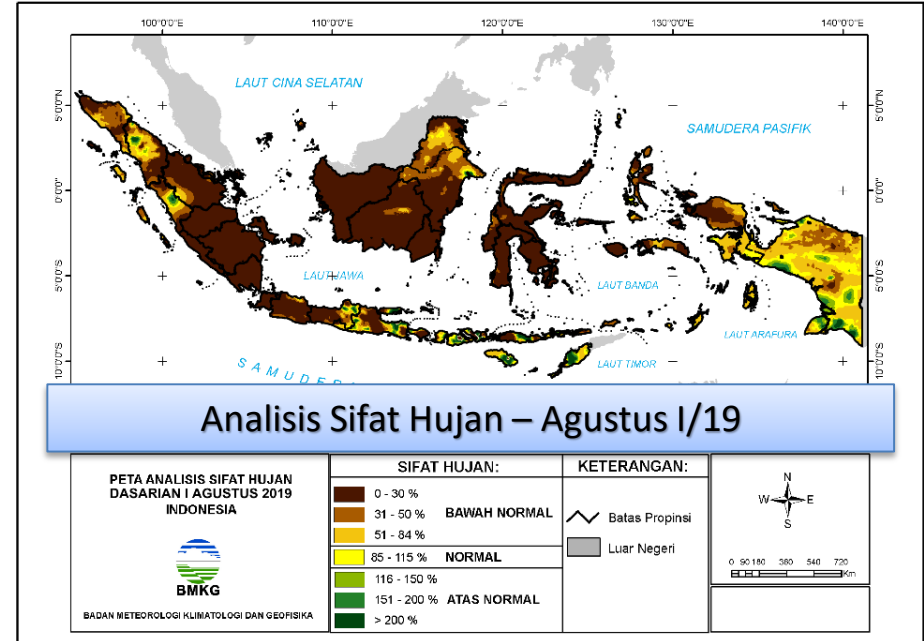 100°0'0"E 110°0'0"E 120°0'0"E 130°0'0"E 140°0'0"E
LAUT CINA SELATAN
SAMUDERA PASIFIK
5°0'0"N 5°0'0"N
0°0'0" 0°0'0"
5°0'0"S 5°0'0"S
10°0'0"S 10°0'0"S
LAUT JAWA
LAUT BANDA
LAUT ARAFURA
LAUT TIMOR
Analisis Sifat Hujan – Agustus I/19
PETA ANALISIS SIFAT HUJAN
DASARIAN I AGUSTUS 2019
INDONESIA
BMKG
BADAN METEOROLOGI KLIMATOLOGI DAN GEOFISIKA
SIFAT HUJAN:
0 - 30 %
31 - 50 % BAWAH NORMAL
51 - 84 %
85 - 115 % NORMAL
116 - 150 %
151 - 200 % ATAS NORMAL
> 200 %
KETERANGAN:
Batas Propinsi
Luar Negeri
N
W E
S
0 90 180 360 540 720
Km